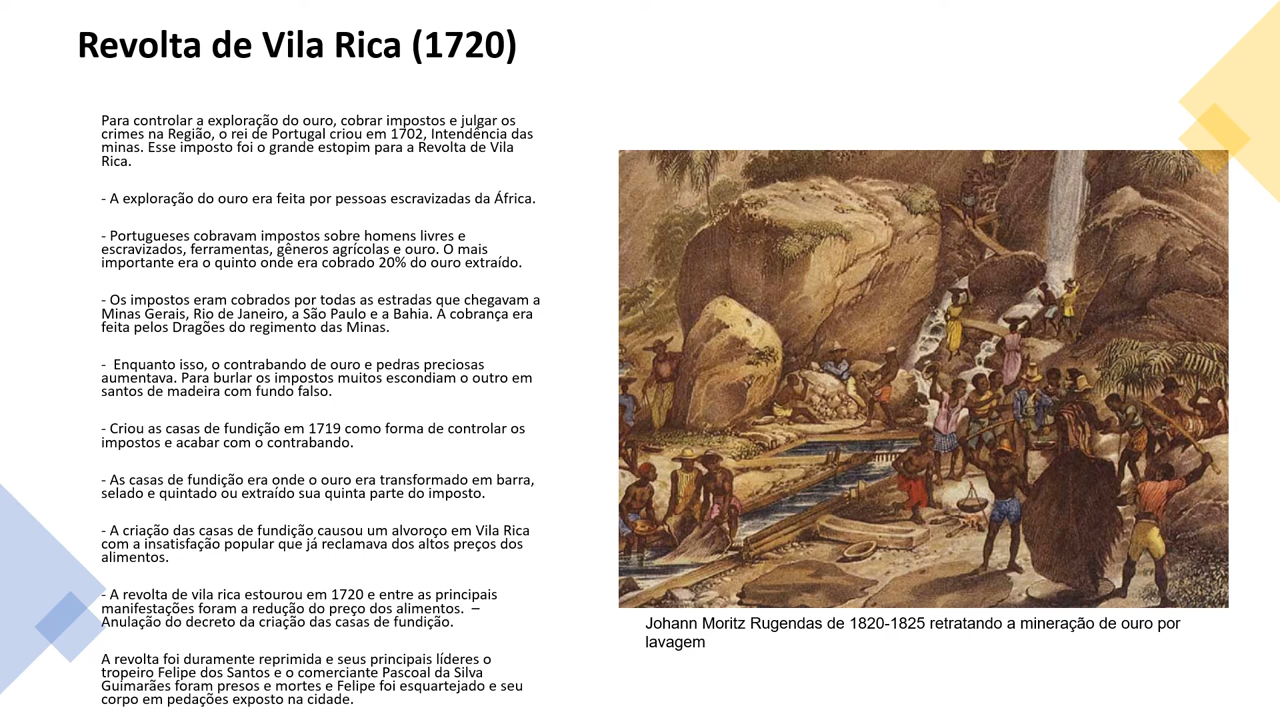 Revolta de Vila Rica (1720)
Para controlar a exploração do ouro, cobrar impostos e julgar os
crimes na Região, o rei de Portugal criou em 1702, Intendência das
minas. Esse imposto foi o grande estopim para a Revolta de Vila
Rica.
- A exploração do ouro era feita por pessoas escravizadas da África.
- Portugueses cobravam impostos sobre homens livres e
escravizados, ferramentas, gêneros agrícolas e ouro. O mais
importante era o quinto onde era cobrado 20% do ouro extraído.
- Os impostos eram cobrados por todas as estradas que chegavam a
Minas Gerais, Rio de Janeiro, a São Paulo e a Bahia. A cobrança era
feita pelos Dragões do regimento das Minas.
- Enquanto isso, o contrabando de ouro e pedras preciosas
aumentava. Para burlar os impostos muitos escondiam o outro em
santos de madeira com fundo falso.
- Criou as casas de fundição em 1719 como forma de controlar os
impostos e acabar com o contrabando.
- As casas de fundição era onde o ouro era transformado em barra,
selado e quintado ou extraído sua quinta parte do imposto.
- A criação das casas de fundição causou um alvoroço em Vila Rica
com a insatisfação popular que já reclamava dos altos preços dos
alimentos.
- A revolta de vila rica estourou em 1720 e entre as principais
manifestações foram a redução do preço dos alimentos. –
Anulação do decreto da criação das casas de fundição.
A revolta foi duramente reprimida e seus principais líderes o
tropeiro Felipe dos Santos e o comerciante Pascoal da Silva
Guimarães foram presos e mortes e Felipe foi esquartejado e seu
corpo em pedações exposto na cidade.
Johann Moritz Rugendas de 1820-1825 retratando a mineração de ouro por
lavagem